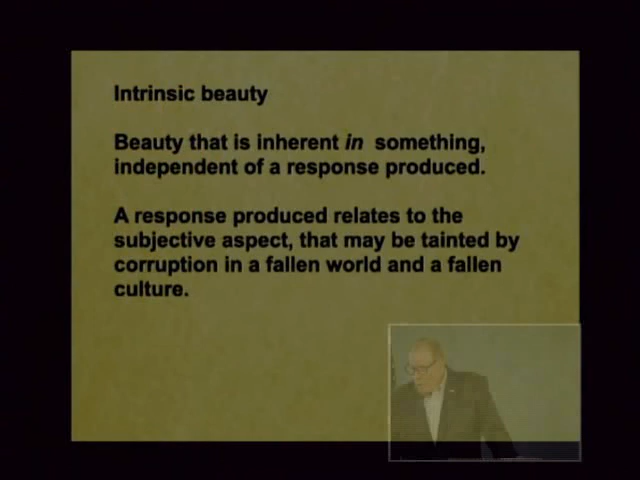 Intrinsic beauty
Beauty that is inherent in something,
independent of a response produced.
A response produced relates to the
subjective aspect, that may be tainted by
corruption in a fallen world and a fallen
culture.